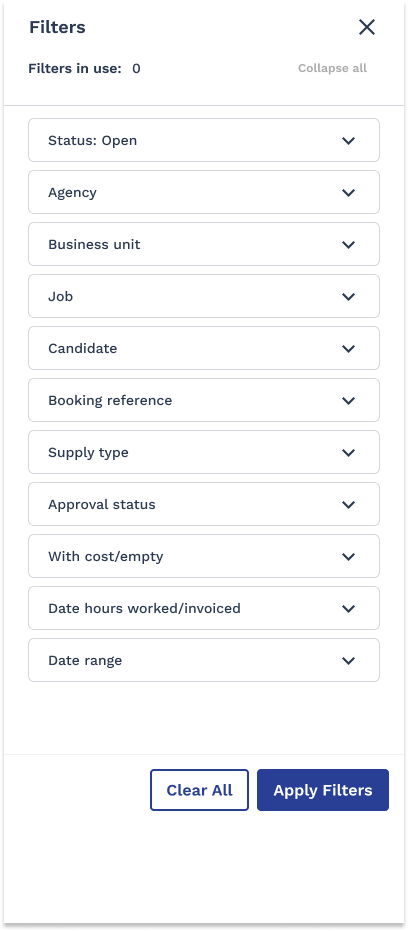 Filters
Filters in use: 0
Collapse all
Status: Open
Agency
Business unit
Job
Candidate
Booking reference
Supply type
Approval status
With cost/empty
Date hours worked/invoiced
Date range
Clear All
Apply Filters